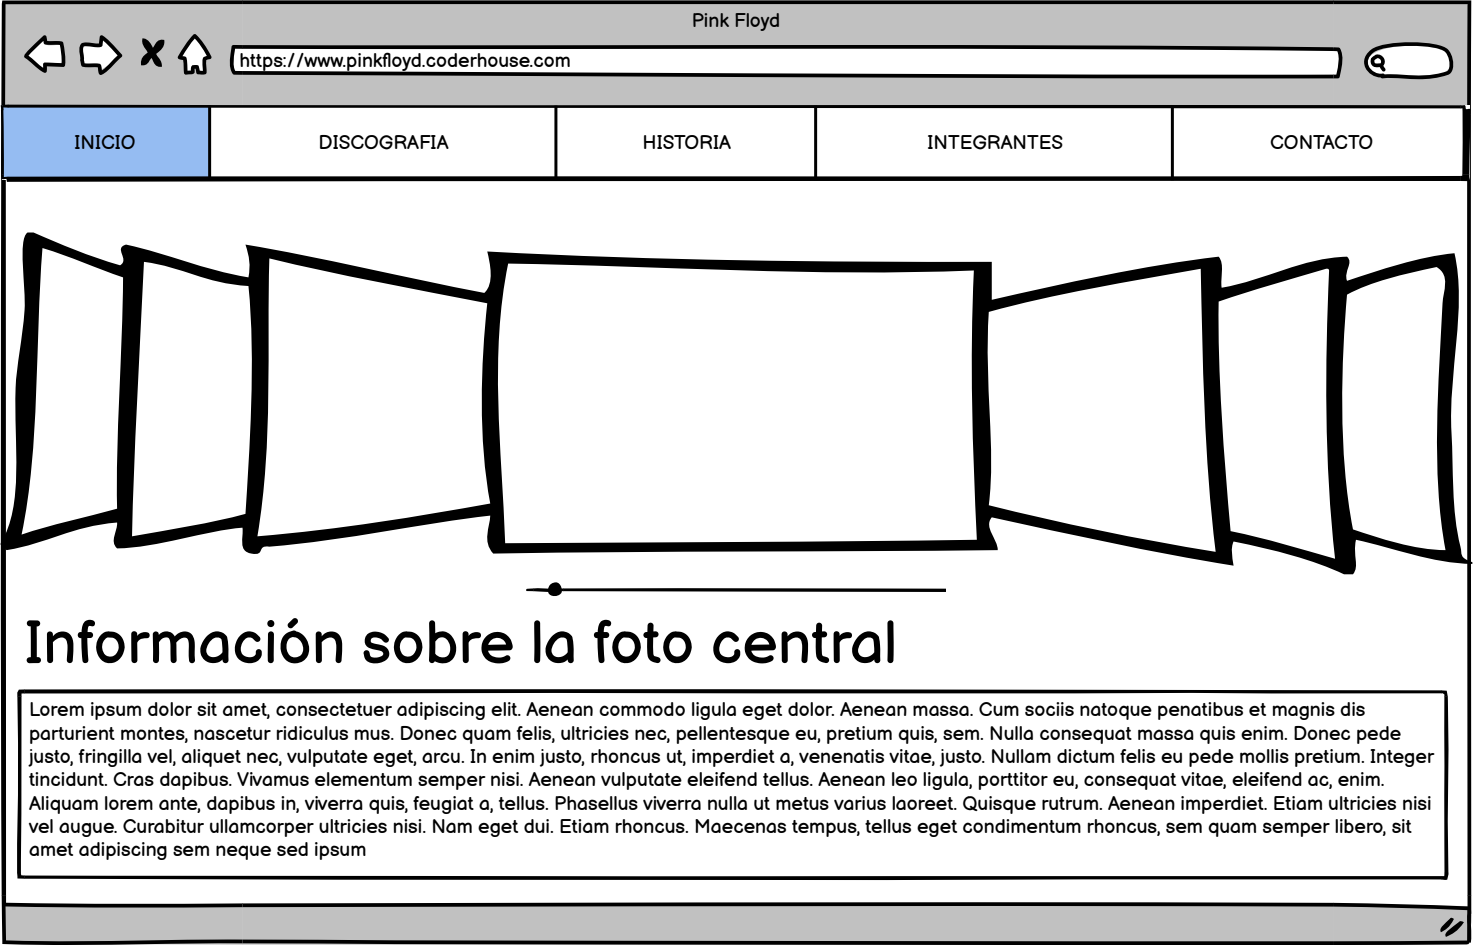 Pink Floyd
https://www.pinkfloyd.coderhouse.com
INICIO
DISCOGRAFIA
HISTORIA
INTEGRANTES
CONTACTO
Información sobre la foto central
Lorem ipsum dolor sit amet, consectetuer adipiscing elit. Aenean commodo ligula eget dolor. Aenean massa. Cum sociis natoque penatibus et magnis dis
parturient montes, nascetur ridiculus mus. Donec quam felis, ultricies nec, pellentesque eu, pretium quis, sem. Nulla consequat massa quis enim. Donec pede
justo, fringilla vel, aliquet nec, vulputate eget, arcu. In enim justo, rhoncus ut, imperdiet a, venenatis vitae, justo. Nullam dictum felis eu pede mollis pretium. Integer
tincidunt. Cras dapibus. Vivamus elementum semper nisi. Aenean vulputate eleifend tellus. Aenean leo ligula, porttitor eu, consequat vitae, eleifend ac, enim.
Aliquam lorem ante, dapibus in, viverra quis, feugiat a, tellus. Phasellus viverra nulla ut metus varius laoreet. Quisque rutrum. Aenean imperdiet. Etiam ultricies nisi
vel augue. Curabitur ullamcorper ultricies nisi. Nam eget dui. Etiam rhoncus. Maecenas tempus, tellus eget condimentum rhoncus, sem quam semper libero, sit
amet adipiscing sem neque sed ipsum